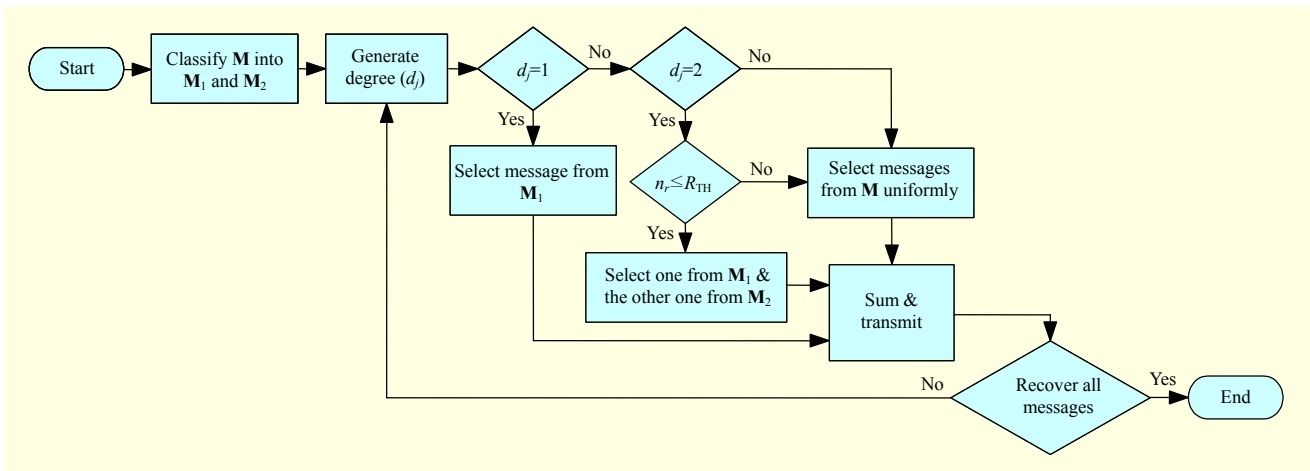 Start
Classify M into
M₁ and M₂
Generate
degree (dⱼ)
dⱼ=1
No
dⱼ=2
No
Yes
Yes
Select message from
M₁
nᵣ≤R_TH
No
Select messages
from M uniformly
Yes
Select one from M₁ &
the other one from M₂
Sum &
transmit
No
Recover all
messages
Yes
End